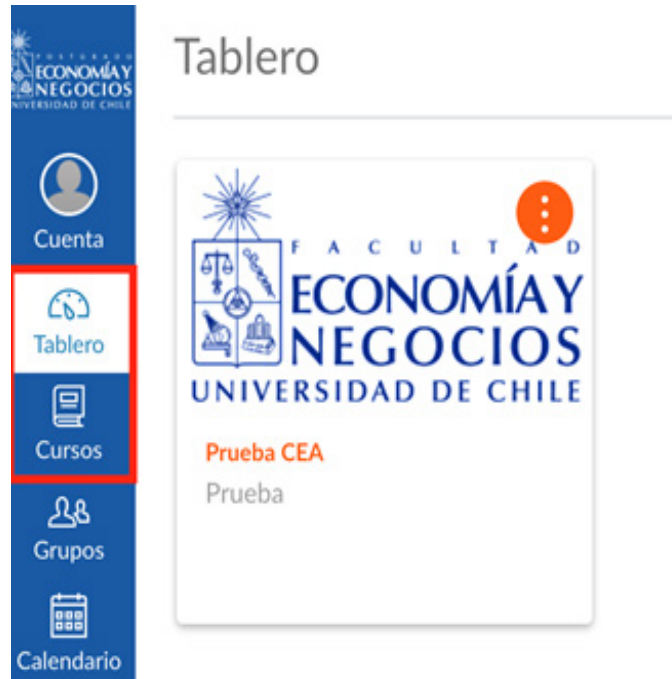 POSTGRADO
ECONOMÍA Y
NEGOCIOS
UNIVERSIDAD DE CHILE
Cuenta
Tablero
Cursos
Grupos
Calendario
Tablero
FACULTAD
ECONOMÍA Y
NEGOCIOS
UNIVERSIDAD DE CHILE
Prueba CEA
Prueba